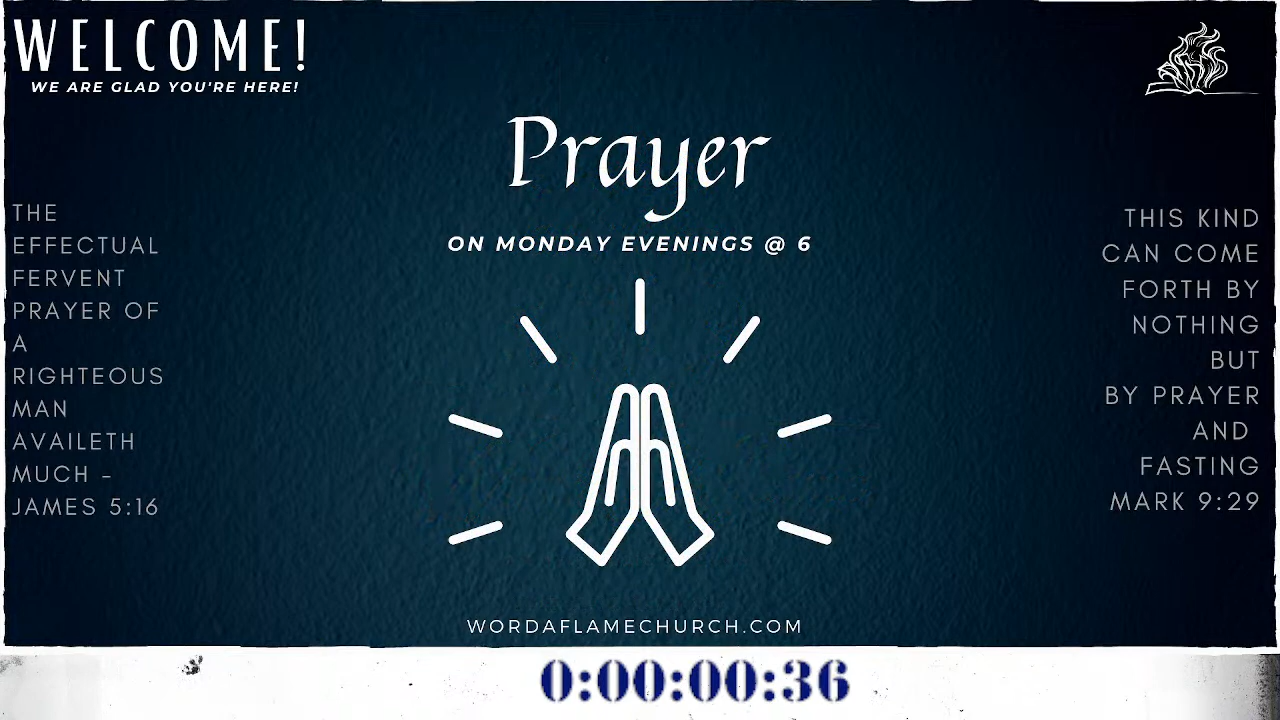 WELCOME!
WE ARE GLAD YOU'RE HERE!
Prayer
ON MONDAY EVENINGS @ 6
THE
EFFECTUAL
FERVENT
PRAYER OF
A
RIGHTEOUS
MAN
AVAILETH
MUCH -
JAMES 5:16
THIS KIND
CAN COME
FORTH BY
NOTHING
BUT
BY PRAYER
AND
FASTING
MARK 9:29
WORDAFLAMECHURCH.COM
0:00:00:36